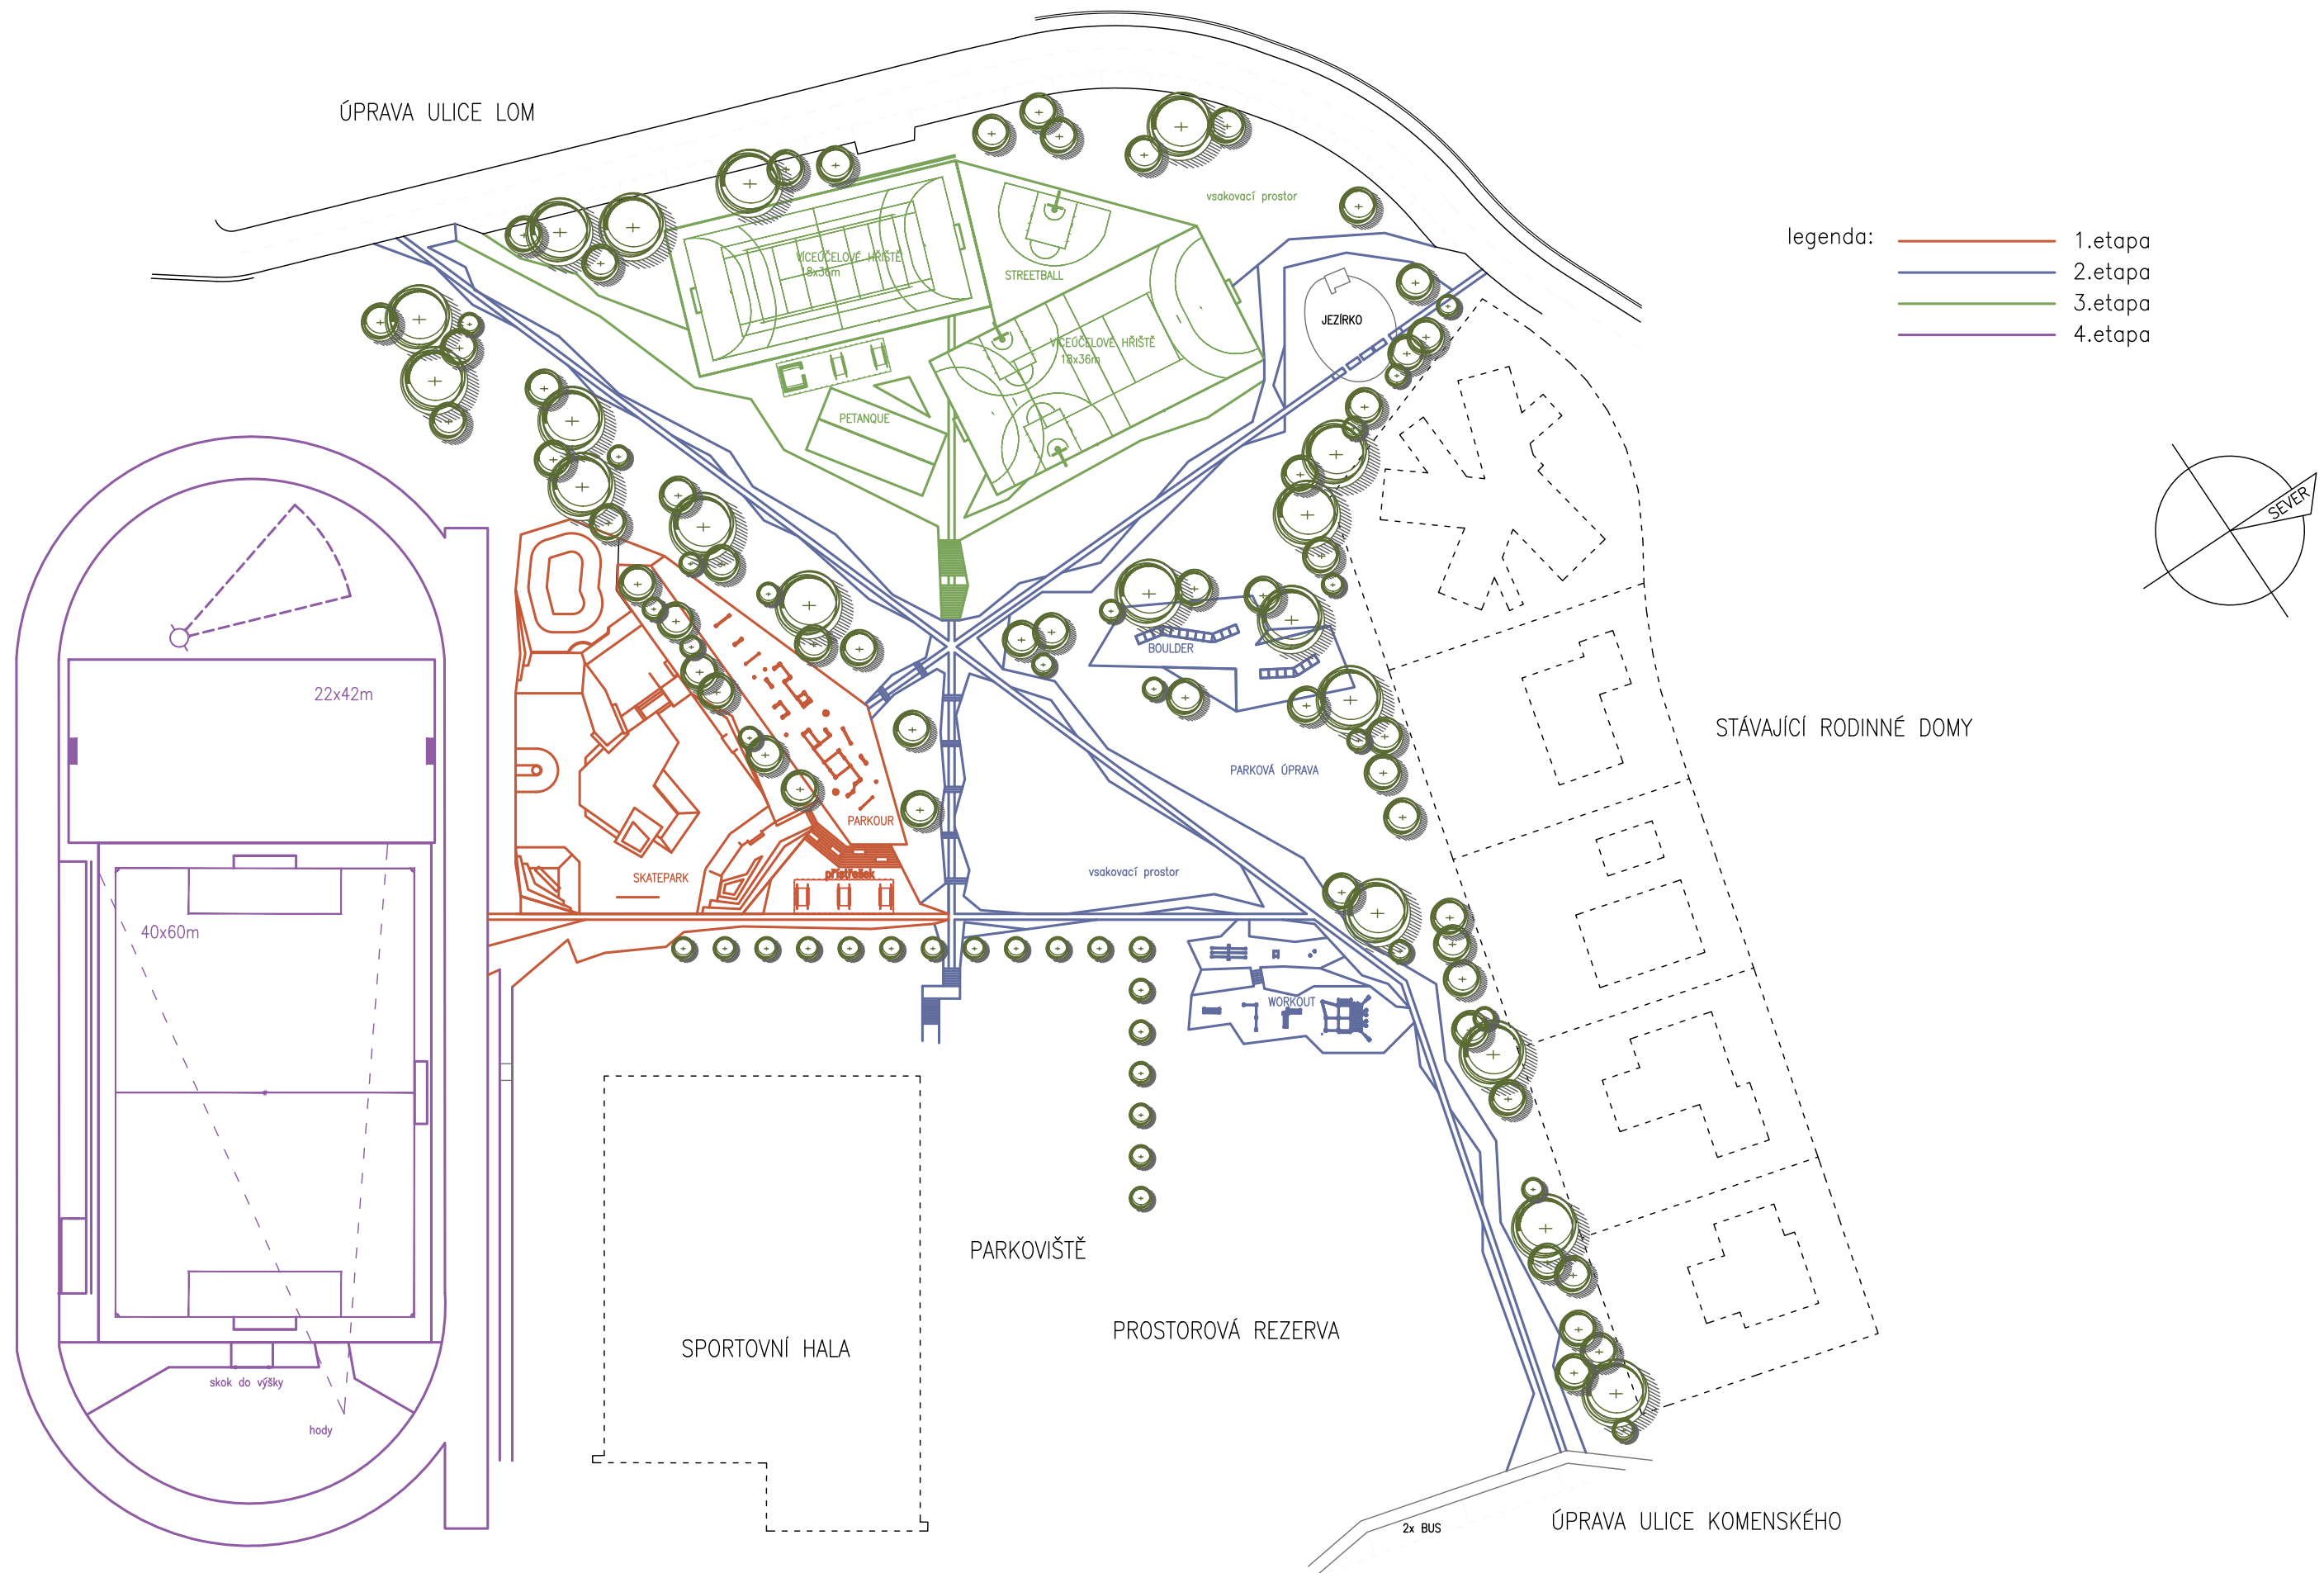 ÚPRAVA ULICE LOM
vsakovací prostor
legenda:
1.etapa
2.etapa
3.etapa
4.etapa
VÍCEÚČELOVÉ HŘIŠTĚ
18x36m
STREETBALL
JEZÍRKO
VÍCEÚČELOVÉ HŘIŠTĚ
18x36m
PETANQUE
SEVER
BOULDER
22x42m
STÁVAJÍCÍ RODINNÉ DOMY
PARKOVÁ ÚPRAVA
PARKOUR
SKATEPARK
přístřešek
vsakovací prostor
40x60m
WORKOUT
PARKOVIŠTĚ
PROSTOROVÁ REZERVA
SPORTOVNÍ HALA
skok do výšky
hody
2x BUS
ÚPRAVA ULICE KOMENSKÉHO